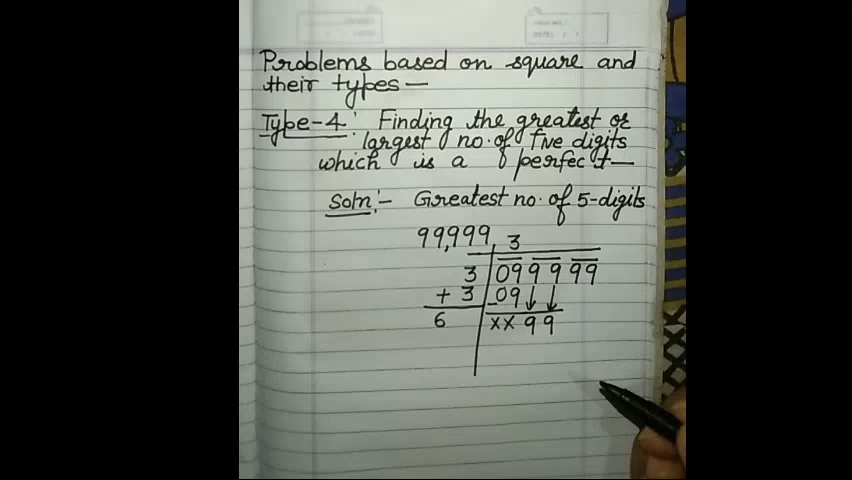 Problems based on square and
their types—
Type-4: Finding the greatest or
largest no. of five digits
which is a perfect—
Soln:- Greatest no. of 5-digits
99,999
3
3 09 99 99
+ 3 -09
6 xx 99